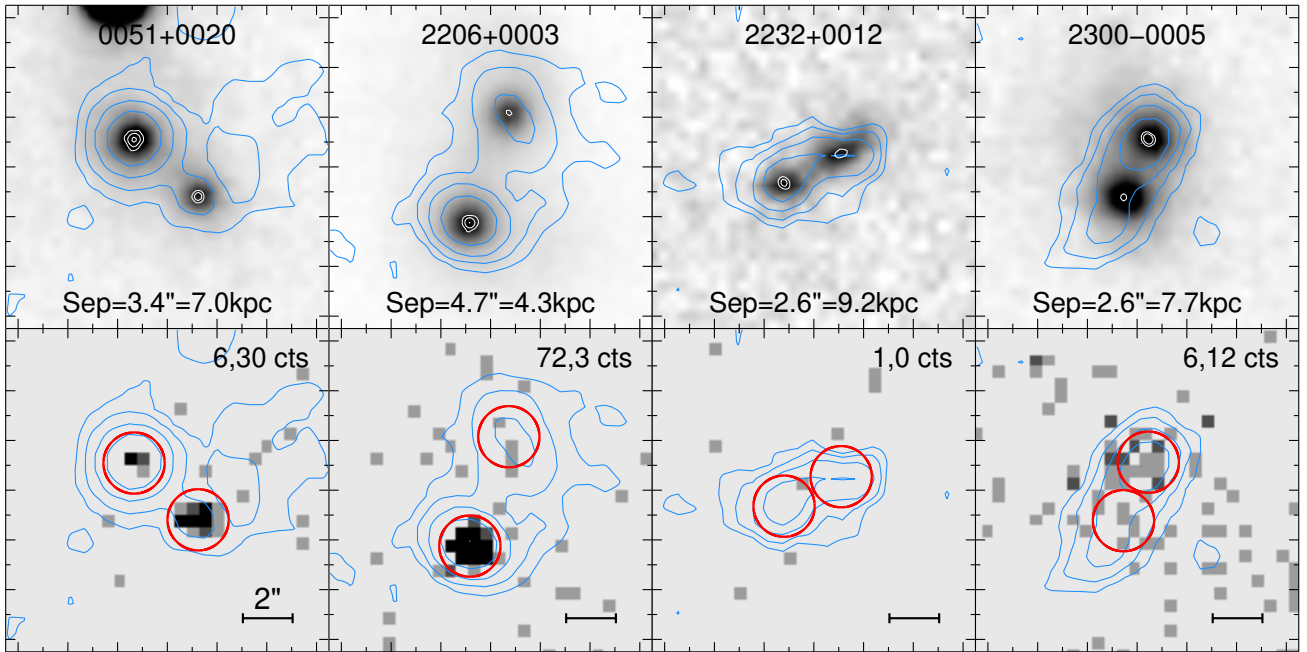 0051+0020
2206+0003
2232+0012
2300−0005
Sep=3.4"=7.0kpc
Sep=4.7"=4.3kpc
Sep=2.6"=9.2kpc
Sep=2.6"=7.7kpc
6,30 cts
72,3 cts
1,0 cts
6,12 cts
2"